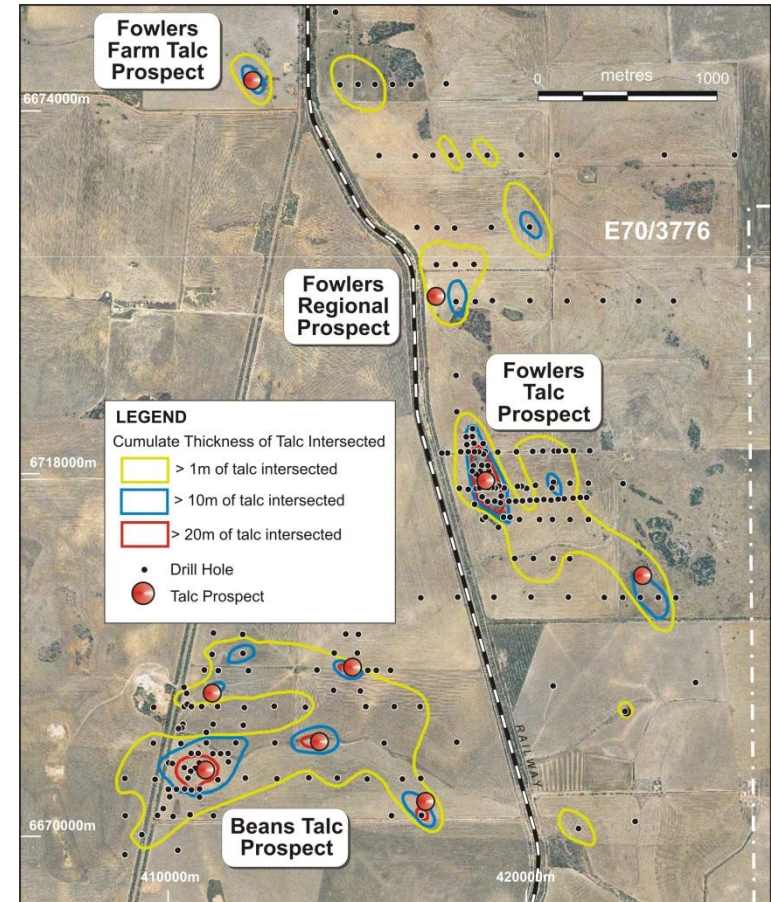 Fowlers
Farm Talc
Prospect
0 metres 1000
6674000m
E70/3776
Fowlers
Regional
Prospect
Fowlers
Talc
Prospect
LEGEND
Cumulate Thickness of Talc Intersected
> 1m of talc intersected
> 10m of talc intersected
> 20m of talc intersected
Drill Hole
Talc Prospect
6718000m
RAILWAY
6670000m
Beans Talc
Prospect
410000m
420000m